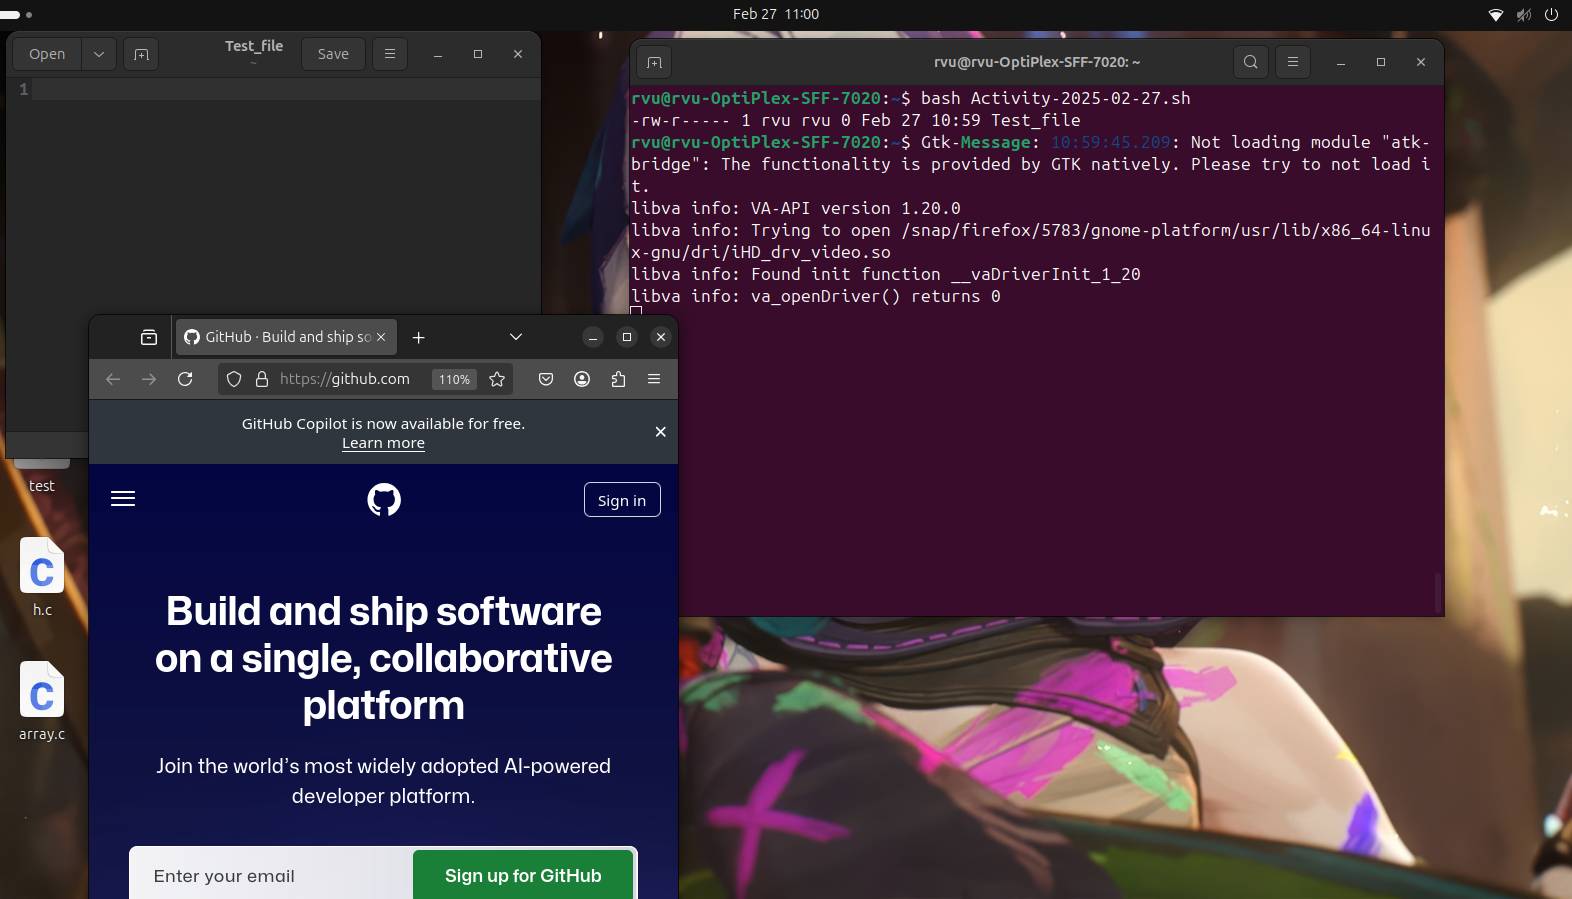 Feb 27 11:00
Open
Test_file
~
Save
1
rvu@rvu-OptiPlex-SFF-7020: ~
rvu@rvu-OptiPlex-SFF-7020:~$ bash Activity-2025-02-27.sh
-rw-r----- 1 rvu rvu 0 Feb 27 10:59 Test_file
rvu@rvu-OptiPlex-SFF-7020:~$ Gtk-Message: 10:59:45.209: Not loading module "atk-
bridge": The functionality is provided by GTK natively. Please try to not load i
t.
libva info: VA-API version 1.20.0
libva info: Trying to open /snap/firefox/5783/gnome-platform/usr/lib/x86_64-linu
x-gnu/dri/iHD_drv_video.so
libva info: Found init function __vaDriverInit_1_20
libva info: va_openDriver() returns 0
GitHub · Build and ship so
https://github.com
110%
GitHub Copilot is now available for free.
Learn more
Sign in
Build and ship software
on a single, collaborative
platform
Join the world's most widely adopted AI-powered
developer platform.
Enter your email
Sign up for GitHub
test
C
h.c
C
array.c